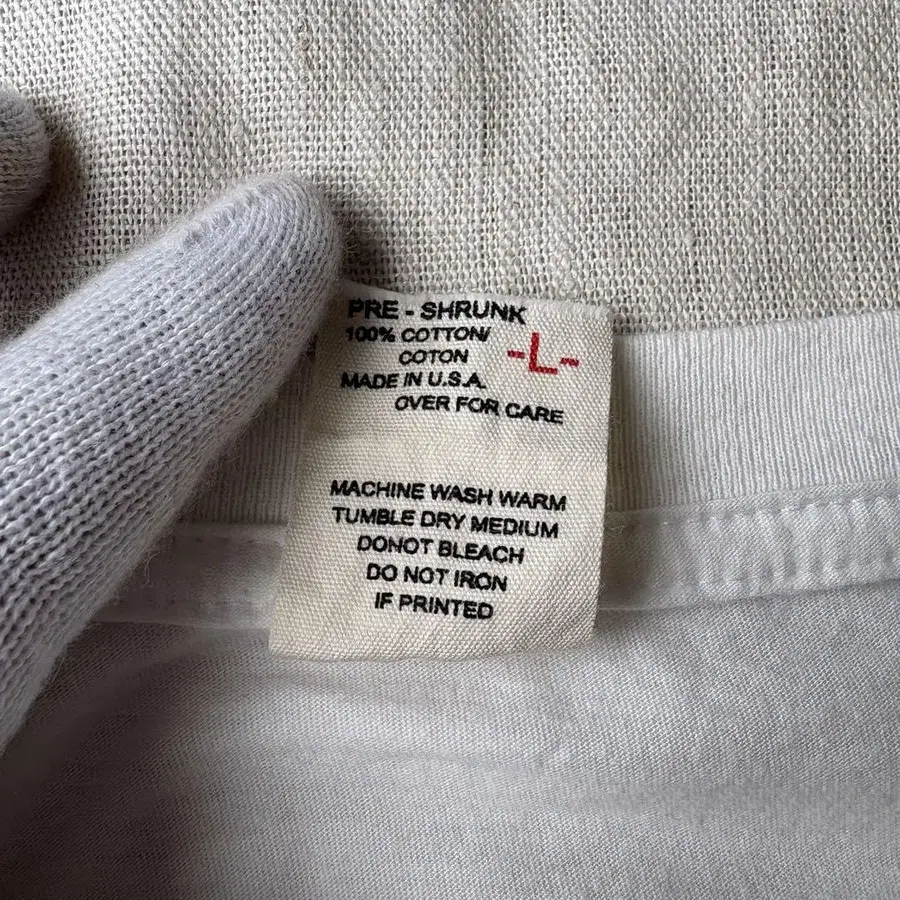 PRE - SHRUNK
100% COTTON/
COTON
-L-
MADE IN U.S.A.
OVER FOR CARE
MACHINE WASH WARM
TUMBLE DRY MEDIUM
DONOT BLEACH
DO NOT IRON
IF PRINTED